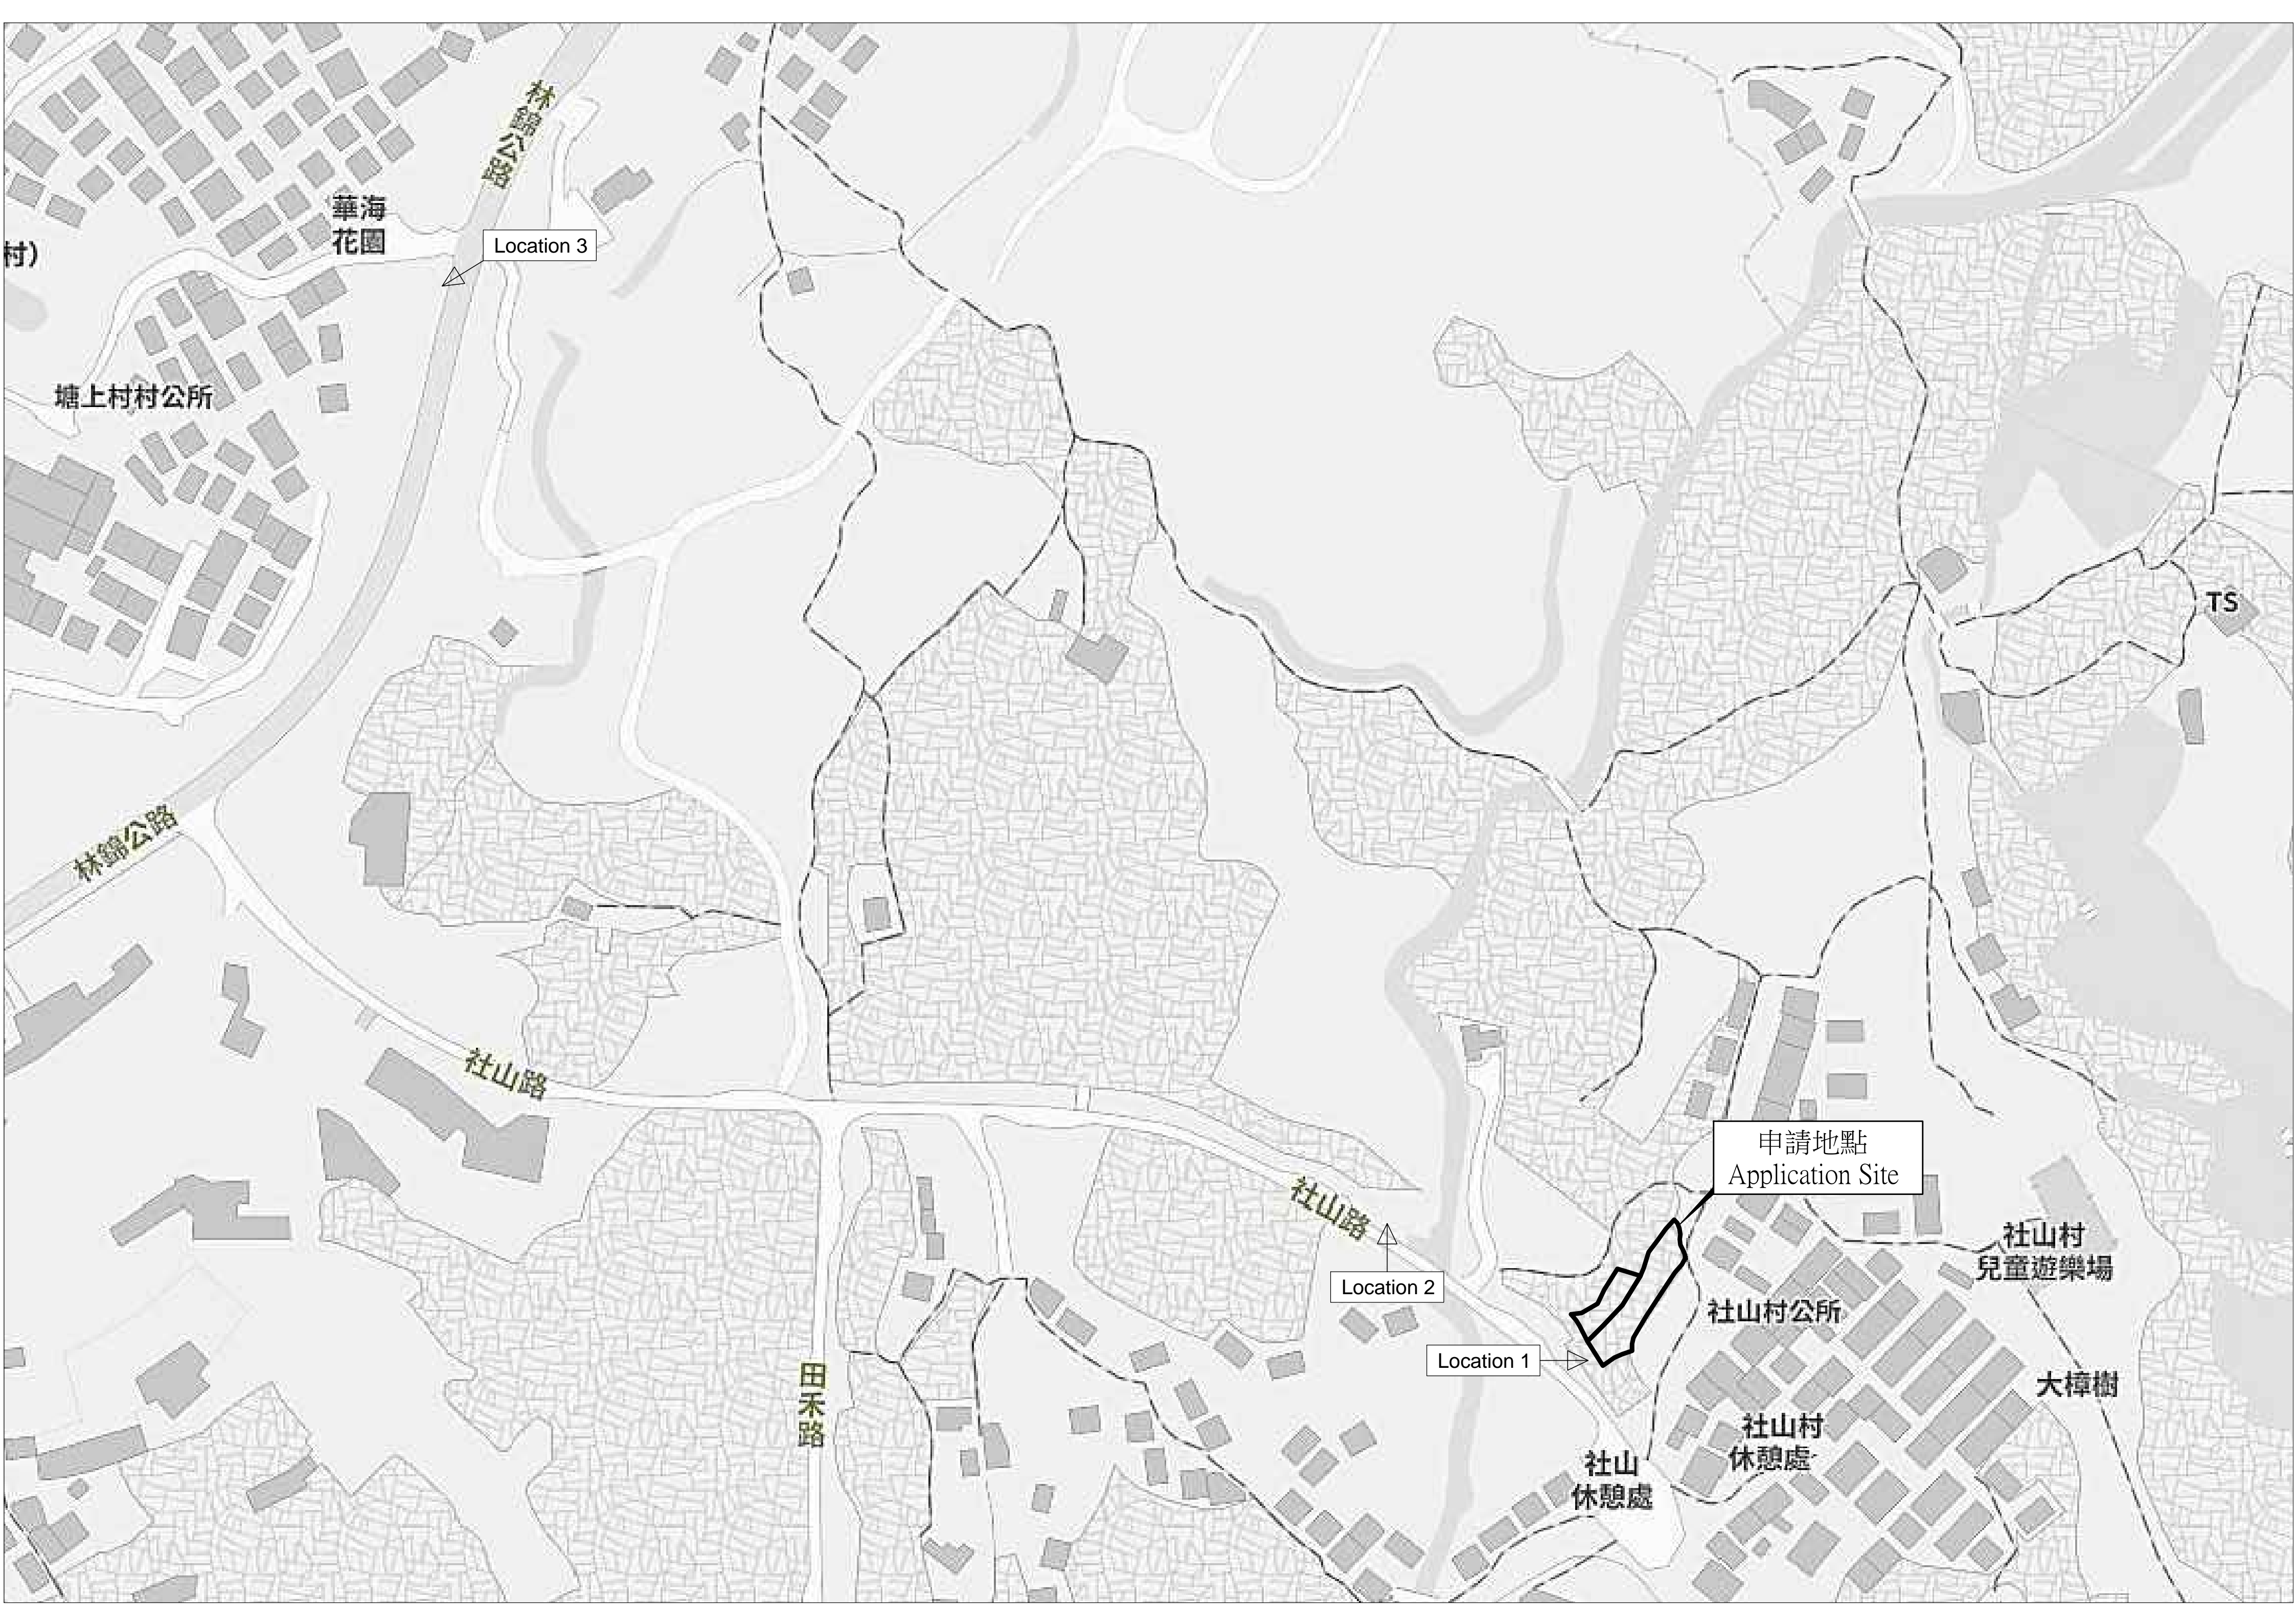 林錦公路
華海
花園
Location 3
村)
塘上村村公所
TS
林錦公路
社山路
申請地點
Application Site
社山路
Location 2
社山村
兒童遊樂場
社山村公所
Location 1
田禾路
大樟樹
社山村
休憩處
社山
休憩處